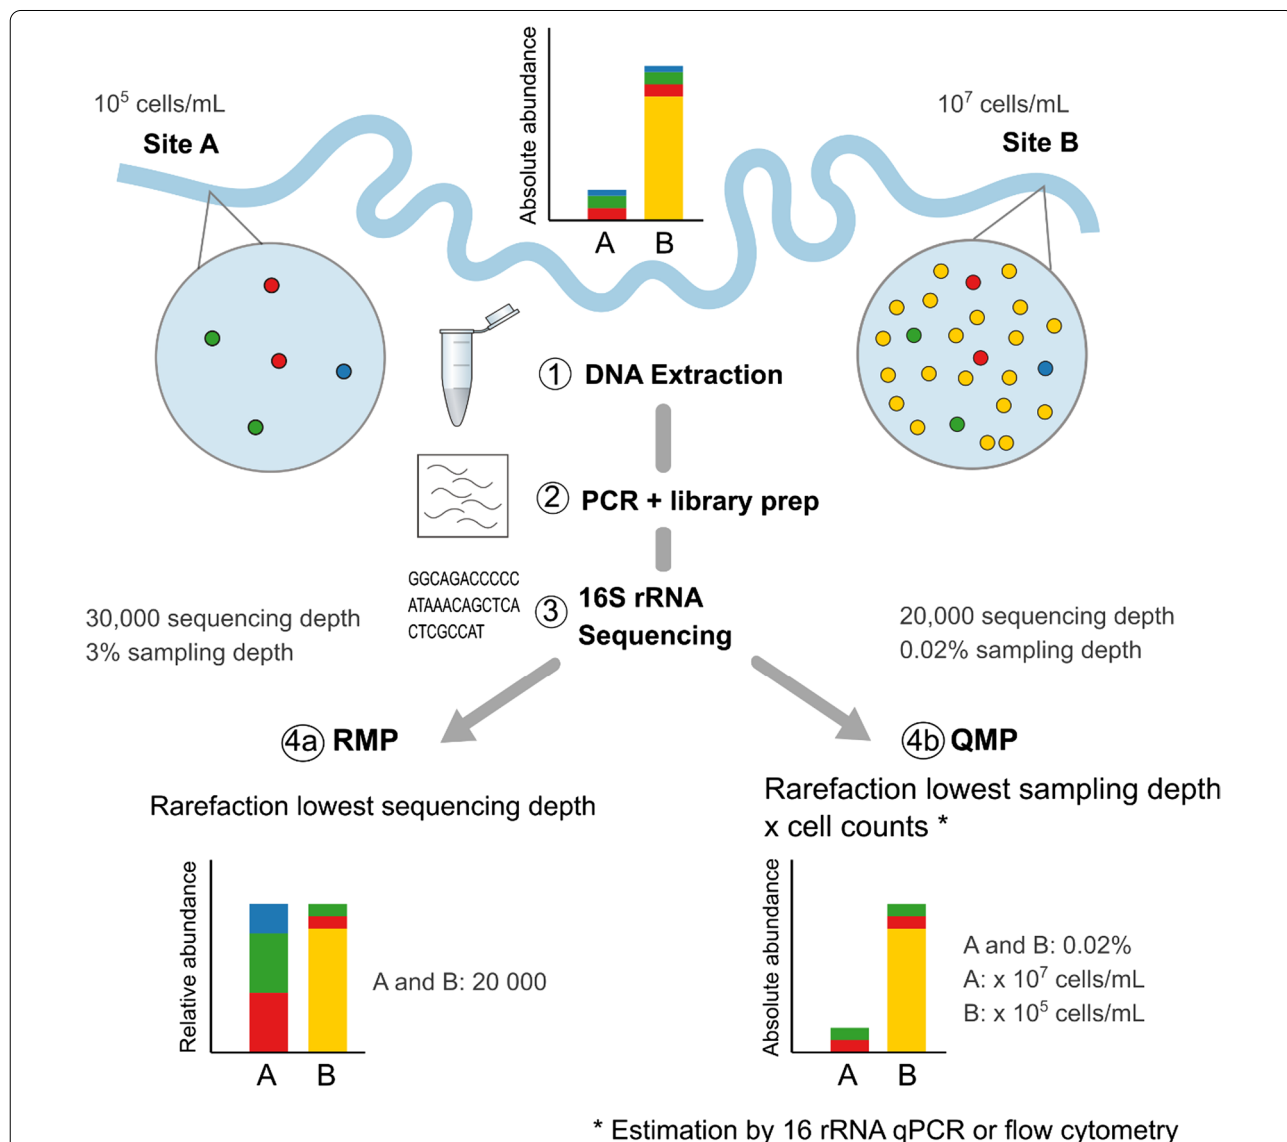 Absolute abundance
A B
10⁵ cells/mL
Site A
10⁷ cells/mL
Site B
1 DNA Extraction
2 PCR + library prep
GGCAGACCCCC
ATAAACAGCTCA
CTCGCCAT
3 16S rRNA
Sequencing
30,000 sequencing depth
3% sampling depth
20,000 sequencing depth
0.02% sampling depth
4a RMP
Rarefaction lowest sequencing depth
Relative abundance
A and B: 20 000
A B
4b QMP
Rarefaction lowest sampling depth
x cell counts *
Absolute abundance
A and B: 0.02%
A: x 10⁷ cells/mL
B: x 10⁵ cells/mL
A B
* Estimation by 16 rRNA qPCR or flow cytometry